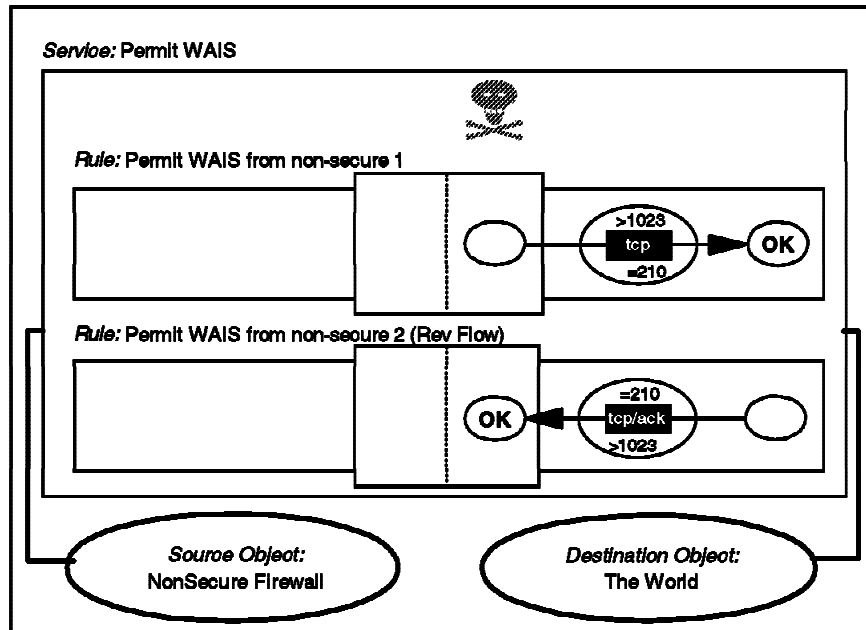 Service: Permit WAIS
Rule: Permit WAIS from non-secure 1
>1023
tcp
=210
OK
Rule: Permit WAIS from non-secure 2 (Rev Flow)
OK
=210
tcp/ack
>1023
Source Object:
NonSecure Firewall
Destination Object:
The World